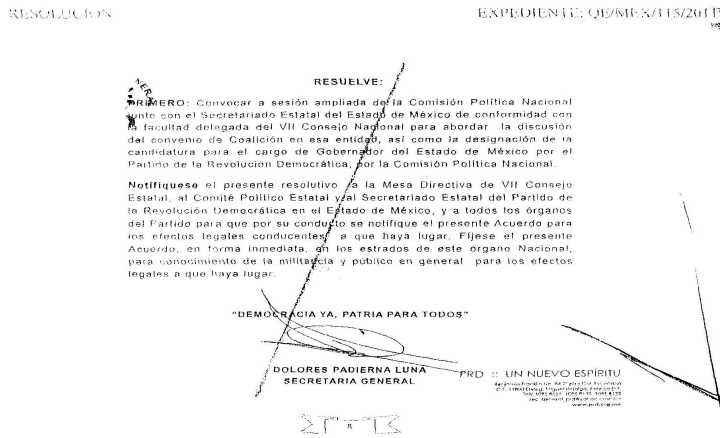 RESOLUCION
EXPEDIENTE: QE/MEX/115/2011
RESUELVE:
PRIMERO: Convocar a sesión ampliada de la Comisión Política Nacional
junto con el Secretariado Estatal del Estado de México de conformidad con
la facultad delegada del VII Consejo Nacional para abordar la discusión
del convenio de Coalición en esa entidad, así como la designación de la
candidatura para el cargo de Gobernador del Estado de México por el
Partido de la Revolución Democrática, por la Comisión Política Nacional.
Notifíquese el presente resolutivo a la Mesa Directiva de VII Consejo
Estatal, al Comité Político Estatal y al Secretariado Estatal del Partido de
la Revolución Democrática en el Estado de México, y a todos los órganos
del Partido para que por su conducto se notifique el presente Acuerdo para
los efectos legales conducentes a que haya lugar. Fíjese el presente
Acuerdo, en forma inmediata, en los estrados de este órgano Nacional,
para conocimiento de la militancia y público en general para los efectos
legales a que haya lugar.
"DEMOCRACIA YA, PATRIA PARA TODOS"
DOLORES PADIERNA LUNA
SECRETARIA GENERAL
PRD :: UN NUEVO ESPÍRITU
www.prd.org.mx
8